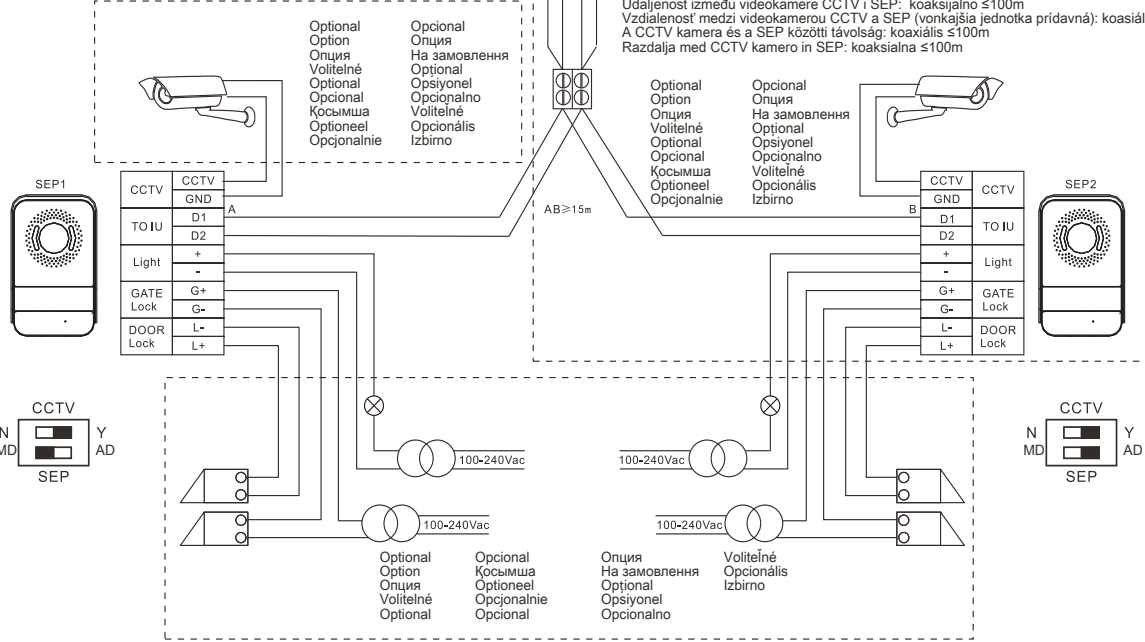 Udaljenost između videokamere CCTV i SEP: koaksijalno ≤100m
Vzdialenosť medzi videokamerou CCTV a SEP (vonkajšia jednotka prídavná): koasiál
A CCTV kamera és a SEP közötti távolság: koaxiális ≤100m
Razdalja med CCTV kamero in SEP: koaksialna ≤100m
Optional Opcional
Option Опция
Опция На замовлення
Volitelné Opțional
Optional Opsiyonel
Opcional Opcionalno
Қосымша Voliteľné
Optioneel Opcionális
Opcjonalnie Izbirno
Optional Opcional
Option Опция
Опция На замовлення
Volitelné Opțional
Optional Opsiyonel
Opcional Opcionalno
Қосымша Voliteľné
Optioneel Opcionális
Opcjonalnie Izbirno
SEP1
CCTV
CCTV
GND
TO IU
D1
D2
Light
+
-
GATE
Lock
G+
G-
DOOR
Lock
L-
L+
A
AB≥15m
B
CCTV
GND
CCTV
D1
D2
TO IU
+
-
Light
G+
G-
GATE
Lock
L-
L+
DOOR
Lock
SEP2
CCTV
N Y
MD AD
SEP
100-240Vac
100-240Vac
100-240Vac
100-240Vac
CCTV
N Y
MD AD
SEP
Optional Opcional Опция Voliteľné
Option Қосымша На замовлення Opcionális
Опция Optioneel Opțional Izbirno
Volitelné Opcjonalnie Opsiyonel
Optional Opcional Opcionalno